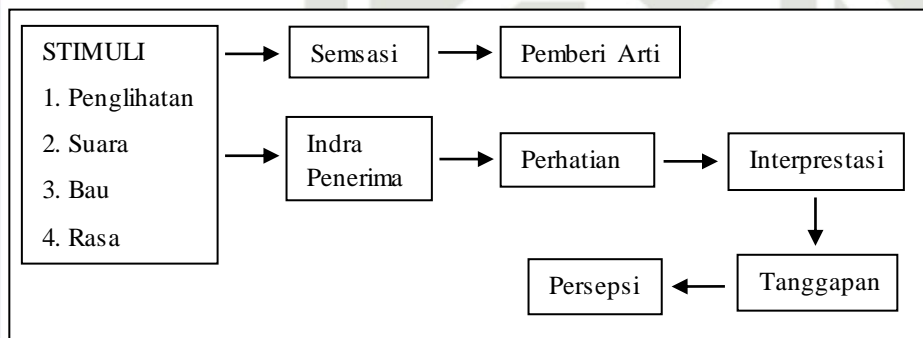 STIMULI
1. Penglihatan
2. Suara
3. Bau
4. Rasa
Semsasi
Pemberi Arti
Indra
Penerima
Perhatian
Interprestasi
Tanggapan
Persepsi